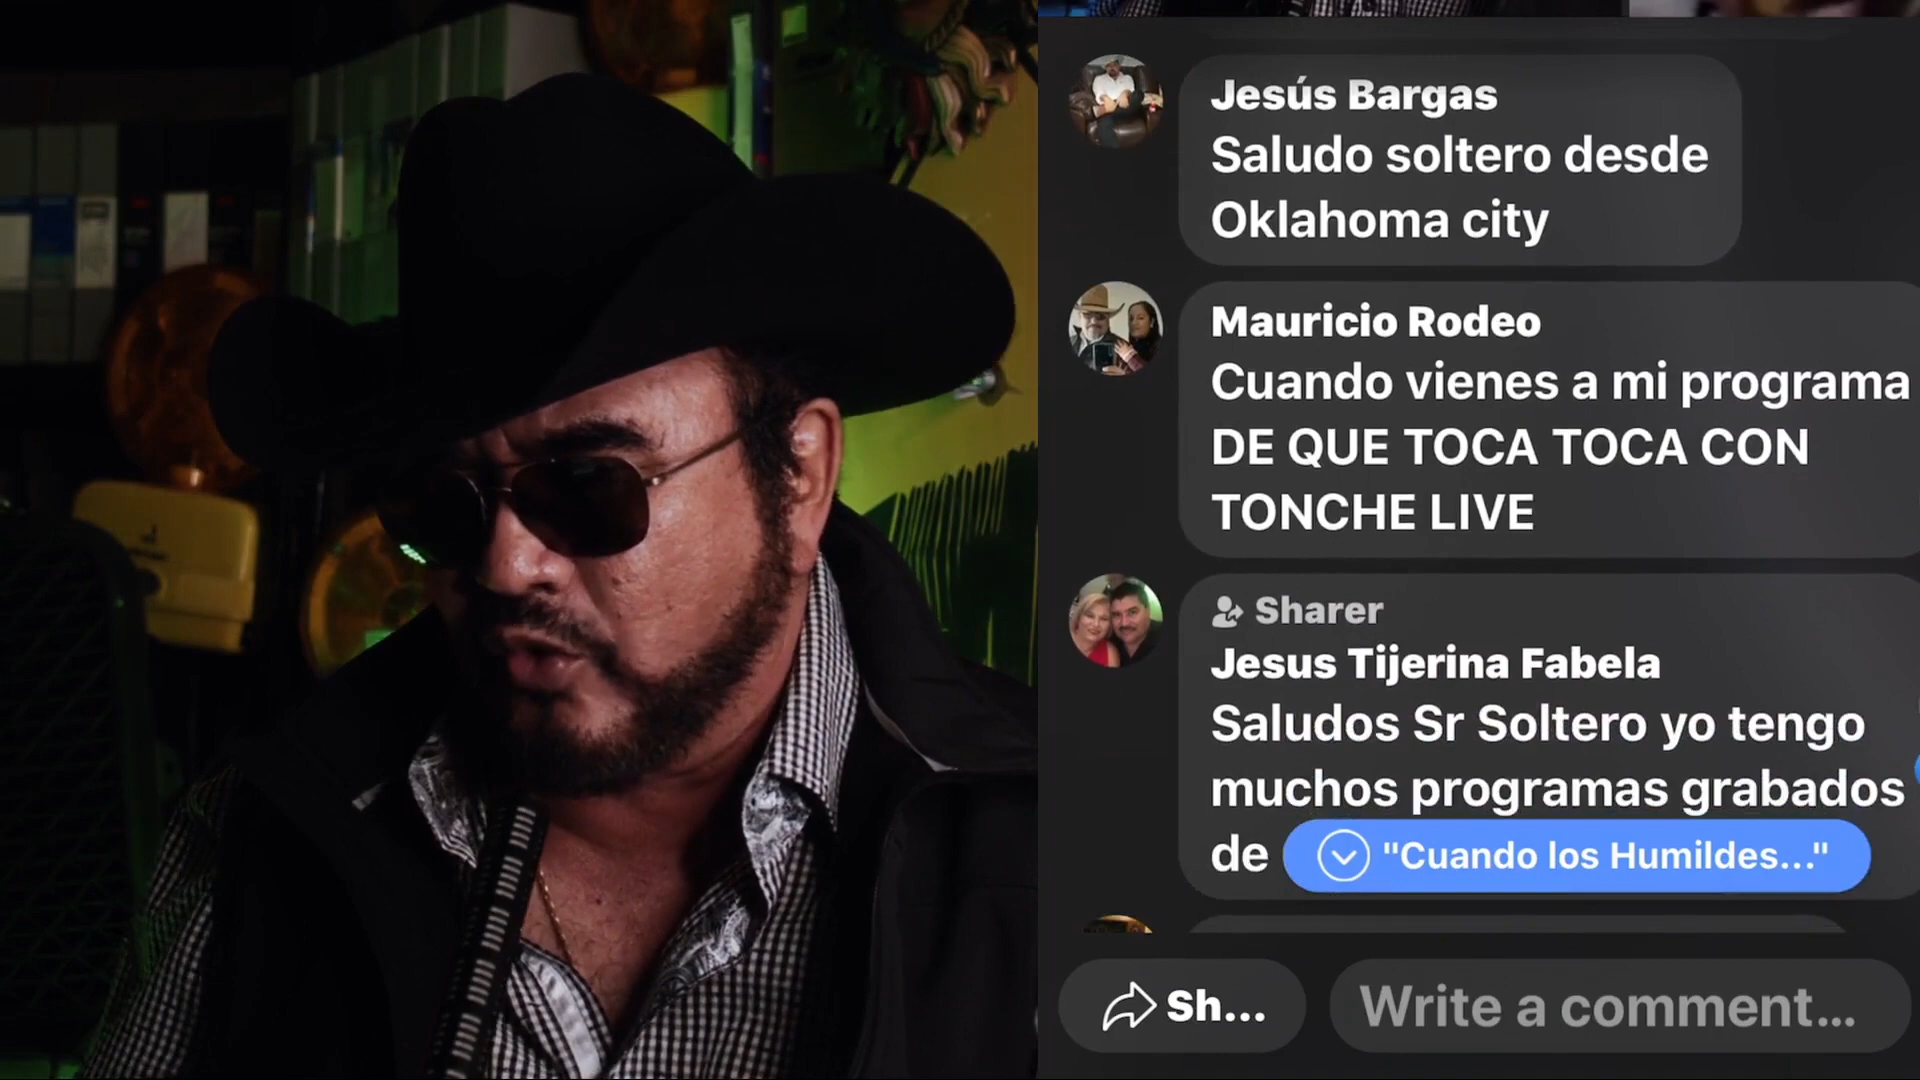 Jesús Bargas
Saludo soltero desde
Oklahoma city
Mauricio Rodeo
Cuando vienes a mi programa
DE QUE TOCA TOCA CON
TONCHE LIVE
Sharer
Jesus Tijerina Fabela
Saludos Sr Soltero yo tengo
muchos programas grabados
de
"Cuando los Humildes..."
Sh...
Write a comment...